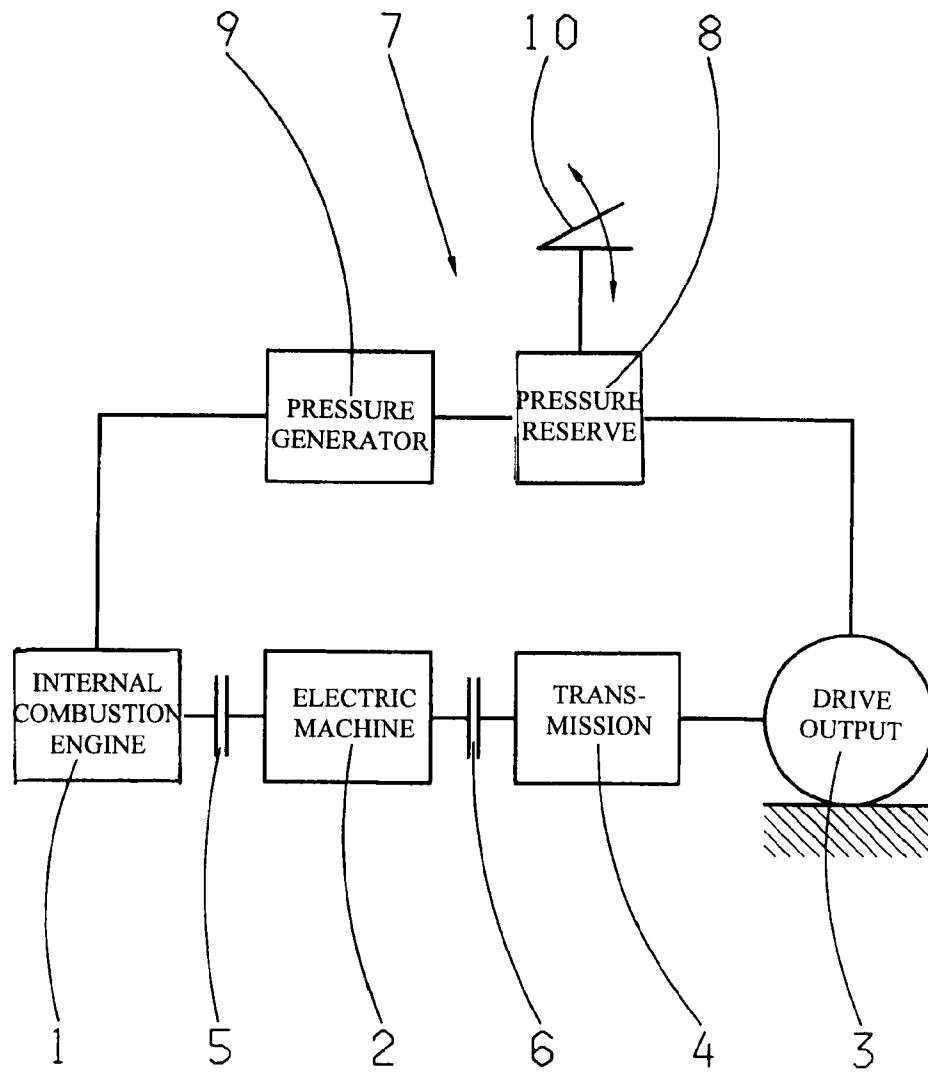 9 7 10 8
PRESSURE
GENERATOR
PRESSURE
RESERVE
INTERNAL
COMBUSTION
ENGINE
ELECTRIC
MACHINE
TRANS-
MISSION
DRIVE
OUTPUT
1 5 2 6 4 3